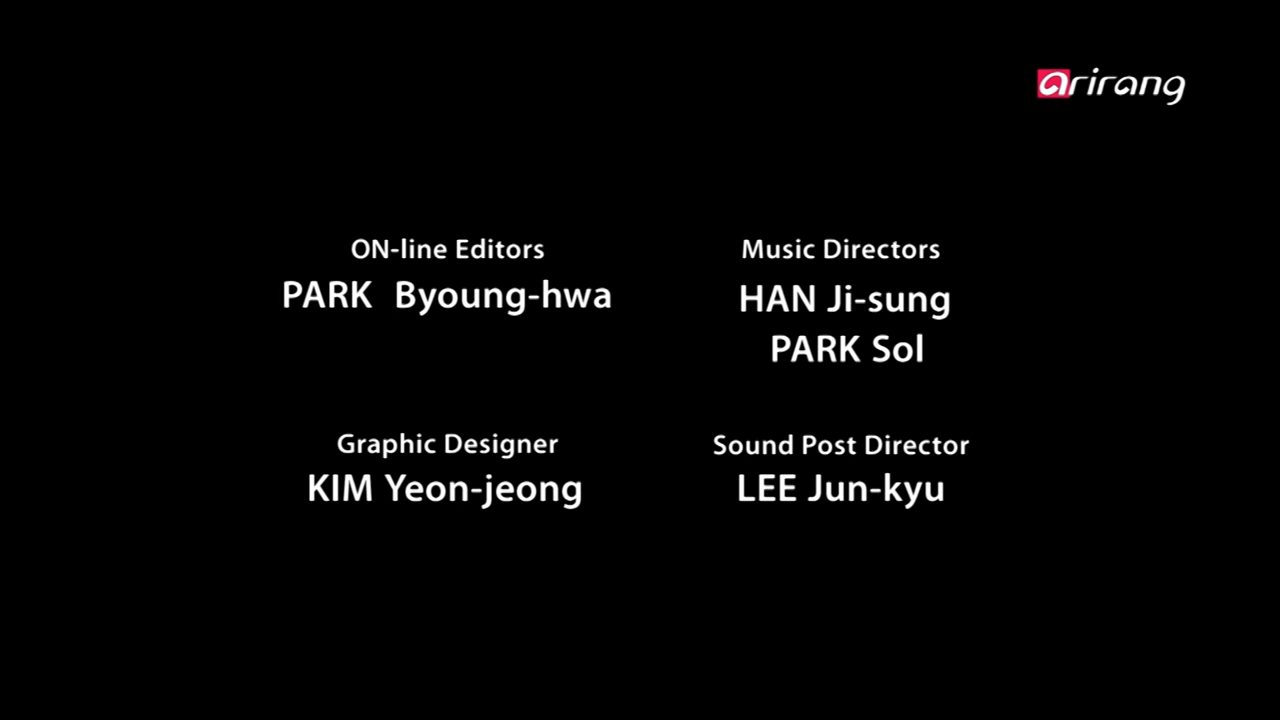 arirang
ON-line Editors
PARK Byoung-hwa
Music Directors
HAN Ji-sung
PARK Sol
Graphic Designer
KIM Yeon-jeong
Sound Post Director
LEE Jun-kyu